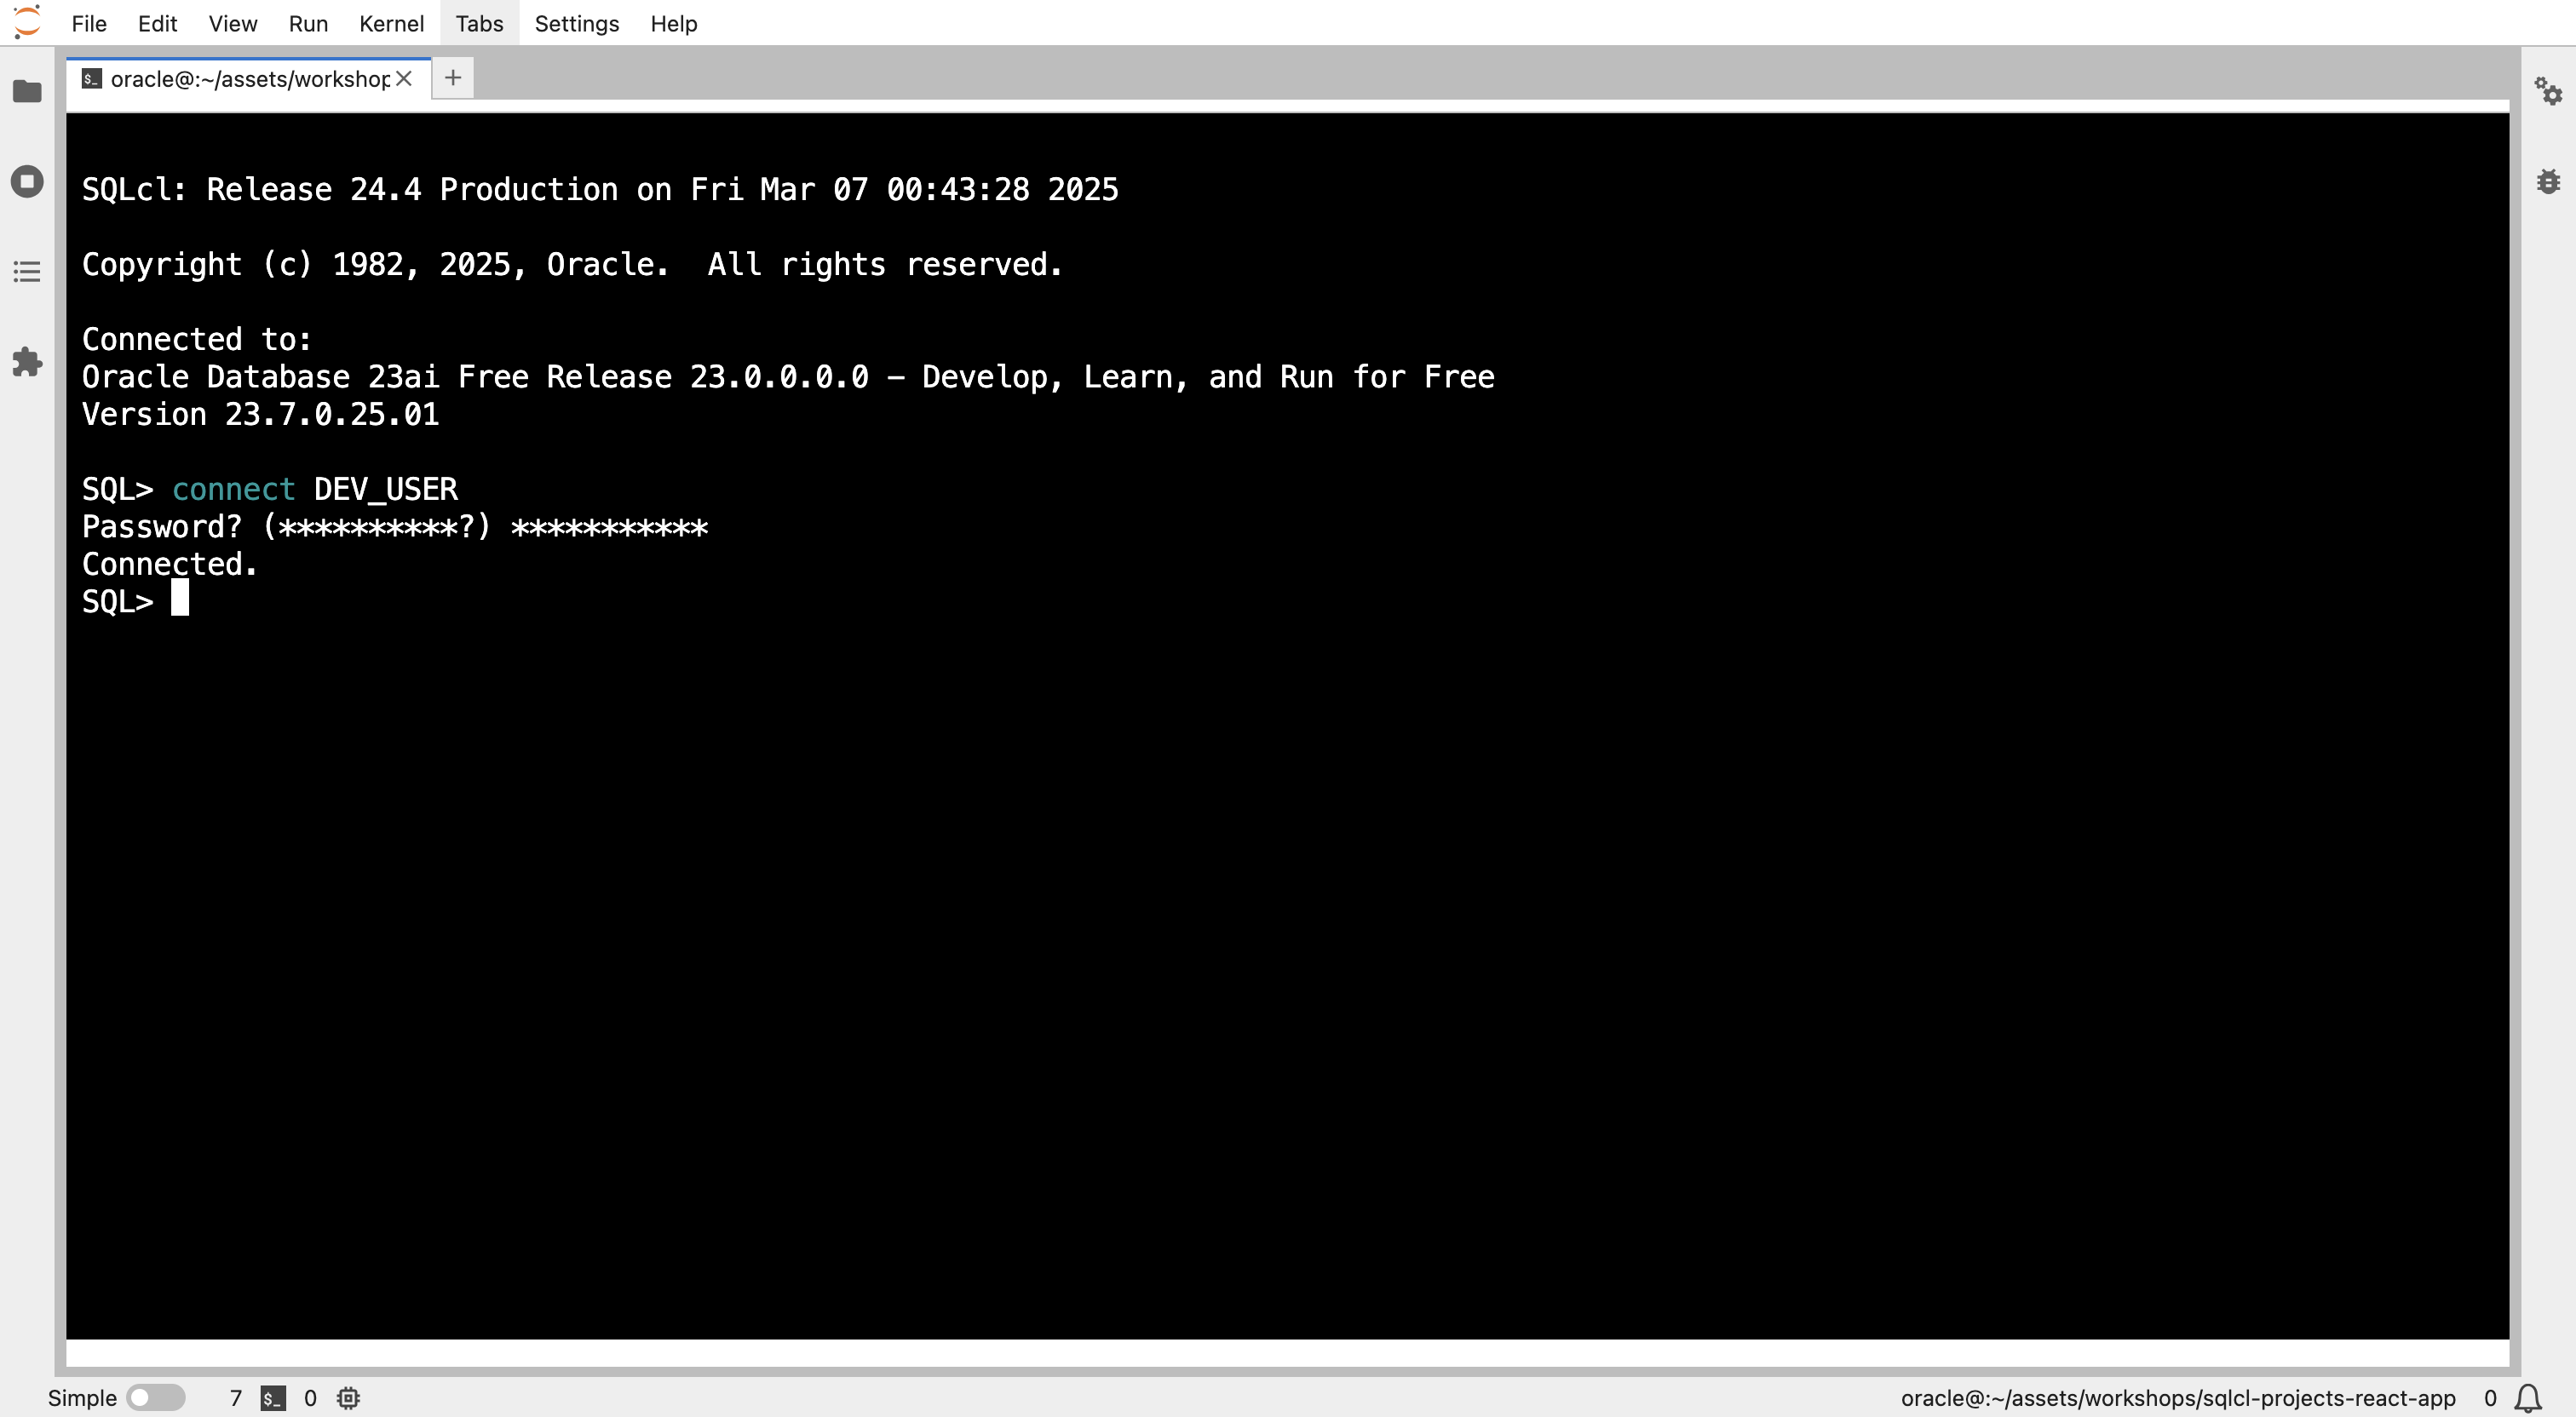 File Edit View Run Kernel Tabs Settings Help
$_ oracle@:~/assets/workshop
SQLcl: Release 24.4 Production on Fri Mar 07 00:43:28 2025
Copyright (c) 1982, 2025, Oracle.  All rights reserved.
Connected to:
Oracle Database 23ai Free Release 23.0.0.0.0 – Develop, Learn, and Run for Free
Version 23.7.0.25.01
SQL> connect DEV_USER
Password? (**********?) ***********
Connected.
SQL>
Simple 7 $_ 0 oracle@:~/assets/workshops/sqlcl-projects-react-app 0